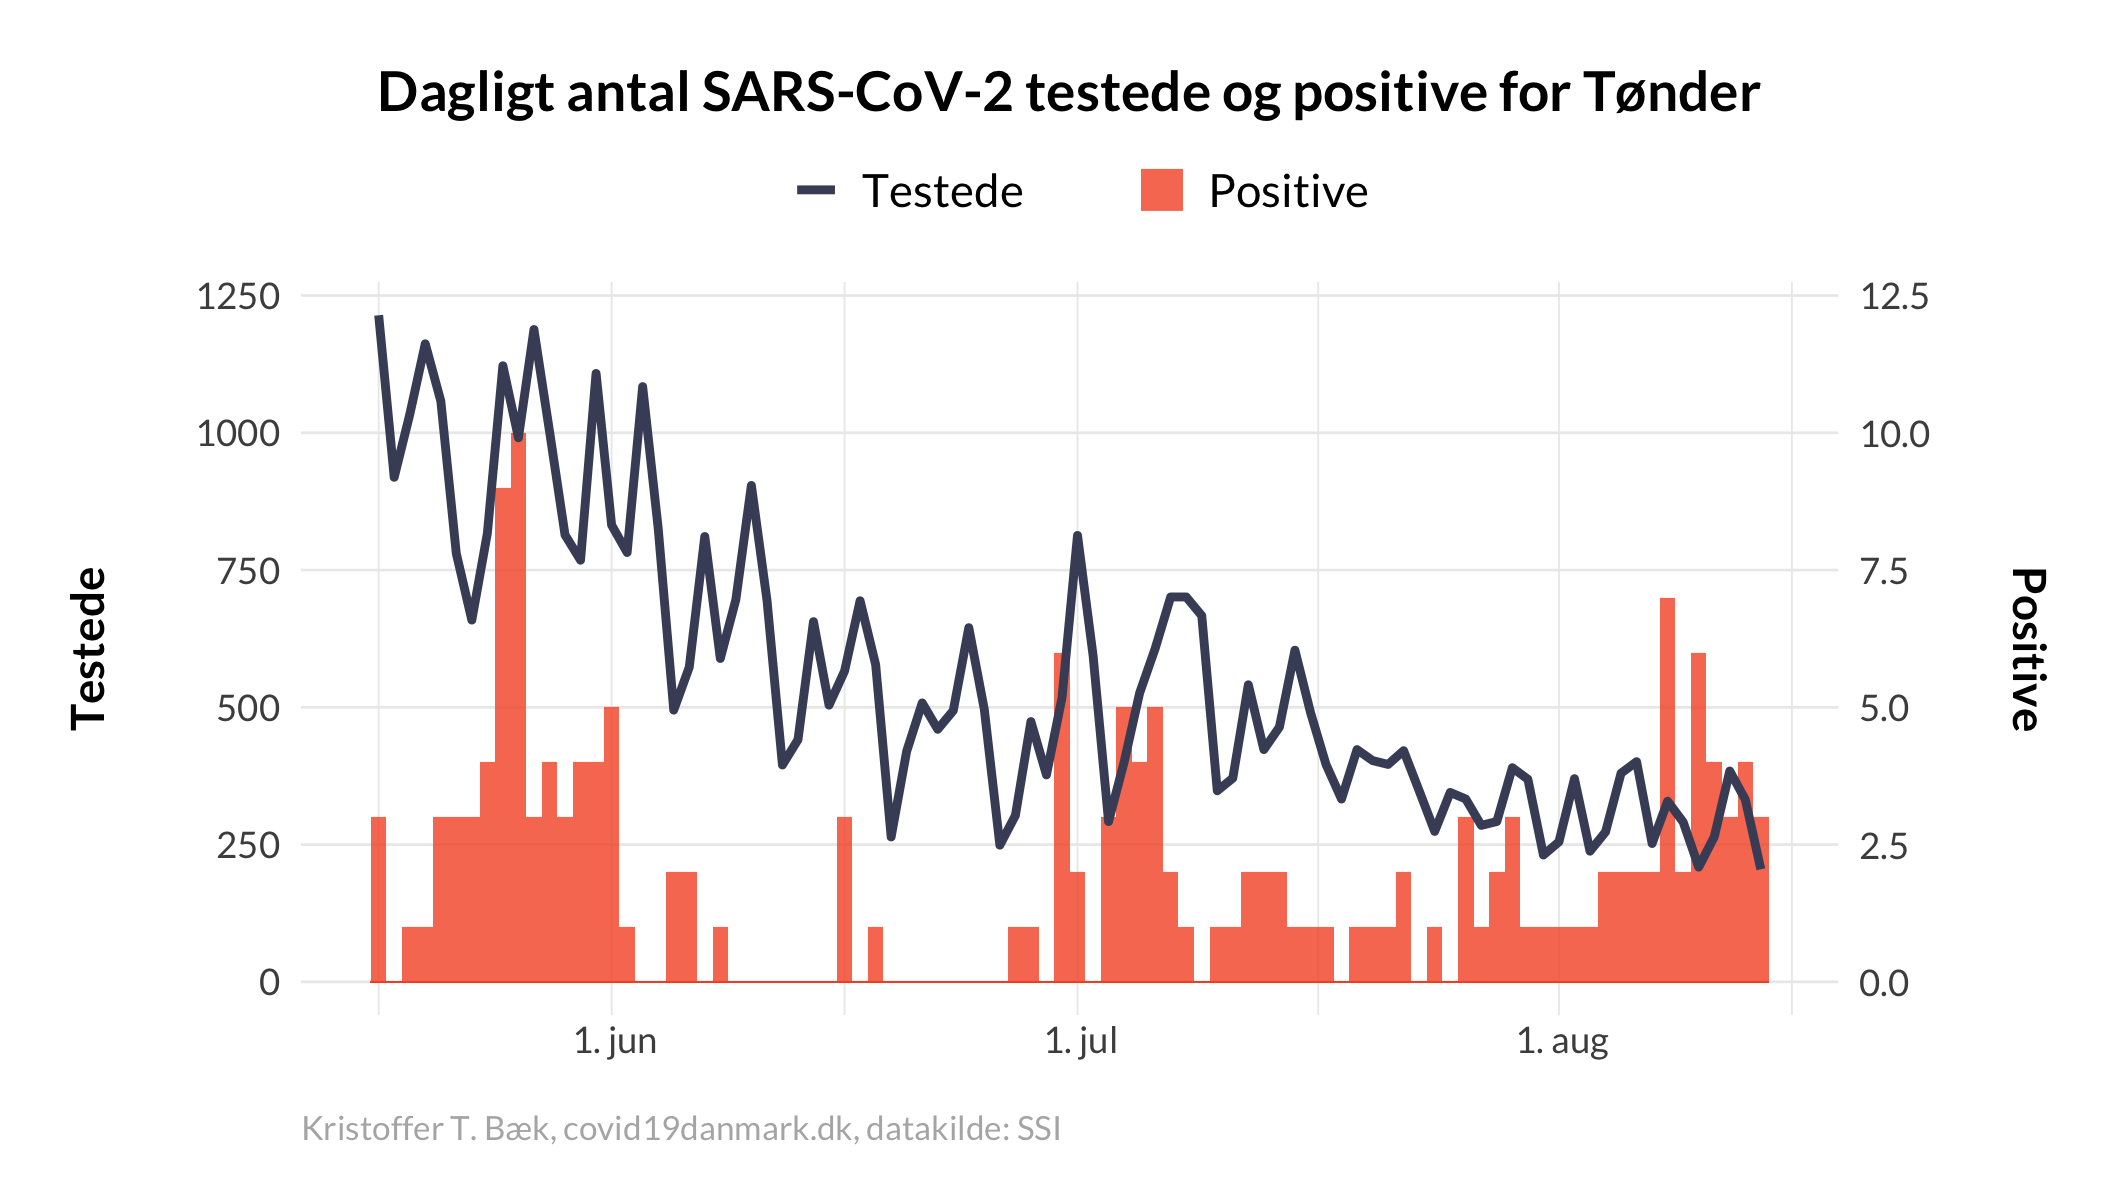 Dagligt antal SARS-CoV-2 testede og positive for Tønder
Testede Positive
1250 12.5
1000 10.0
750 7.5
500 5.0
250 2.5
0 0.0
Testede
Positive
1. jun 1. jul 1. aug
Kristoffer T. Bæk, covid19danmark.dk, datakilde: SSI